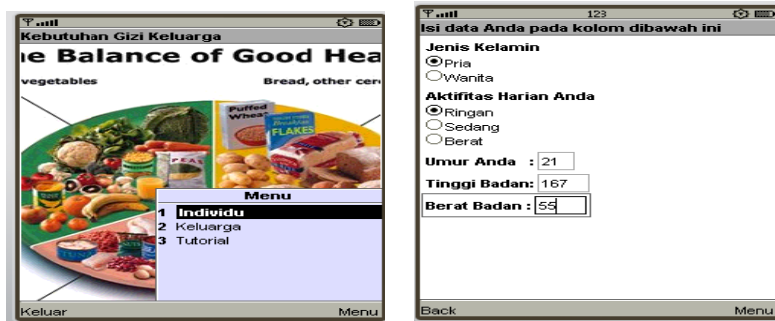 Kebutuhan Gizi Keluarga
e Balance of Good Hea
vegetables
Bread, other cer
Puffed
Wheat
FLAKES
PEAS
TUNA
Menu
1 Individu
2 Keluarga
3 Tutorial
Keluar
Menu
123
Isi data Anda pada kolom dibawah ini
Jenis Kelamin
Pria
Wanita
Aktifitas Harian Anda
Ringan
Sedang
Berat
Umur Anda : 21
Tinggi Badan: 167
Berat Badan : 55
Back
Menu